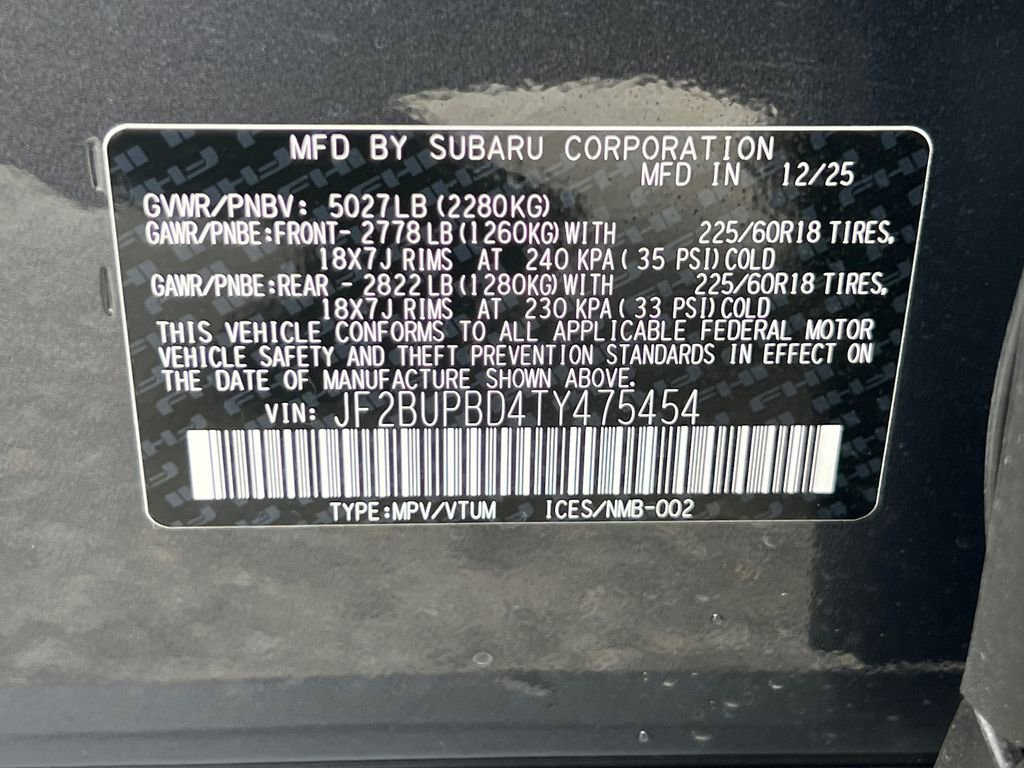 MFD BY SUBARU CORPORATION
MFD IN 12/25
GVWR/PNBV: 5027LB (2280KG)
GAWR/PNBE:FRONT- 2778 LB (1260KG) WITH 225/60R18 TIRES,
18X7J RIMS AT 240 KPA ( 35 PSI) COLD
GAWR/PNBE:REAR - 2822 LB (1280KG) WITH 225/60R18 TIRES,
18X7J RIMS AT 230 KPA ( 33 PSI) COLD
THIS VEHICLE CONFORMS TO ALL APPLICABLE FEDERAL MOTOR
VEHICLE SAFETY AND THEFT PREVENTION STANDARDS IN EFFECT ON
THE DATE OF MANUFACTURE SHOWN ABOVE.
VIN: JF2BUPBD4TY475454
TYPE:MPV/VTUM ICES/NMB-002